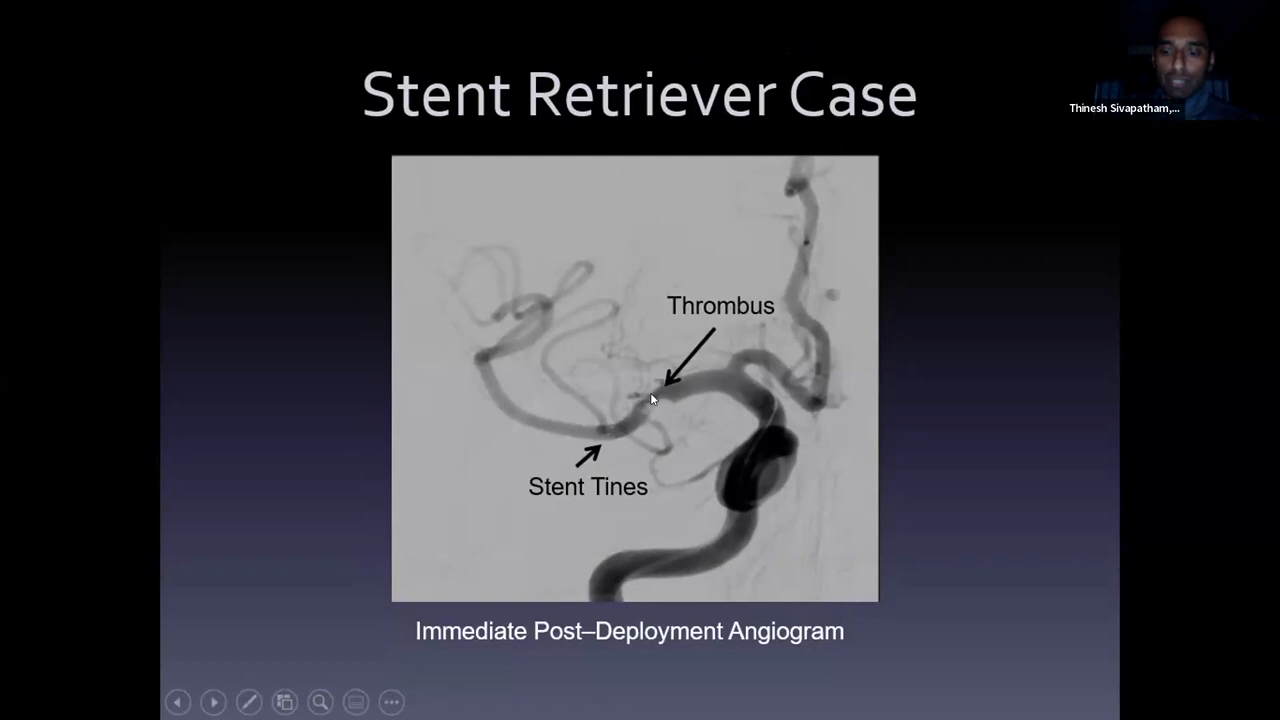 Stent Retriever Case
Thinesh Sivapatham,...
Thrombus
Stent Tines
Immediate Post–Deployment Angiogram